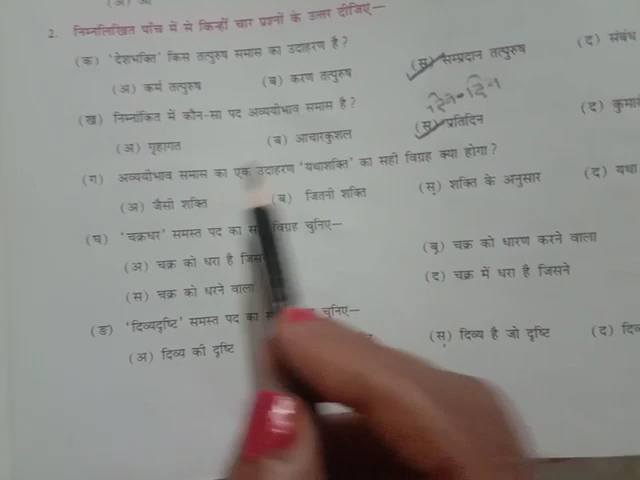 2. निम्नलिखित पाँच में से किन्हीं चार प्रश्नों के उत्तर दीजिए—
(क) 'देशभक्ति' किस तत्पुरुष समास का उदाहरण है?
(अ) कर्म तत्पुरुष (ब) करण तत्पुरुष (स) सम्प्रदान तत्पुरुष (द) संबंध
(ख) निम्नांकित में कौन-सा पद अव्ययीभाव समास है? दिन-दिन
(अ) गृहागत (ब) आचारकुशल (स) प्रतिदिन (द) कुमार
(ग) अव्ययीभाव समास का एक उदाहरण 'यथाशक्ति' का सही विग्रह क्या होगा?
(अ) जैसी शक्ति (ब) जितनी शक्ति (स) शक्ति के अनुसार (द) यथा
(घ) 'चक्रधर' समस्त पद का विग्रह चुनिए—
(अ) चक्र को धरा है जिस (ब) चक्र को धारण करने वाला
(स) चक्र को धरने वाला (द) चक्र में धरा है जिसने
(ङ) 'दिव्यदृष्टि' समस्त पद का चुनिए—
(अ) दिव्य की दृष्टि (स) दिव्य है जो दृष्टि (द)